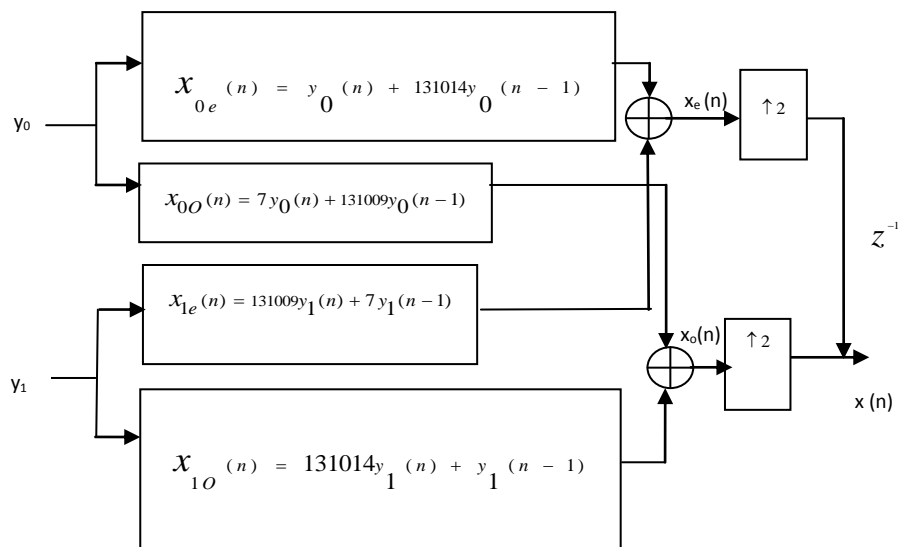 x₀ₑ(n) = y₀(n) + 131014y₀(n − 1)
xₑ(n)
↑2
y₀
x₀O(n) = 7y₀(n) + 131009y₀(n−1)
z⁻¹
x₁ₑ(n) = 131009y₁(n) + 7y₁(n−1)
xₒ(n)
↑2
y₁
x (n)
x₁O(n) = 131014y₁(n) + y₁(n − 1)